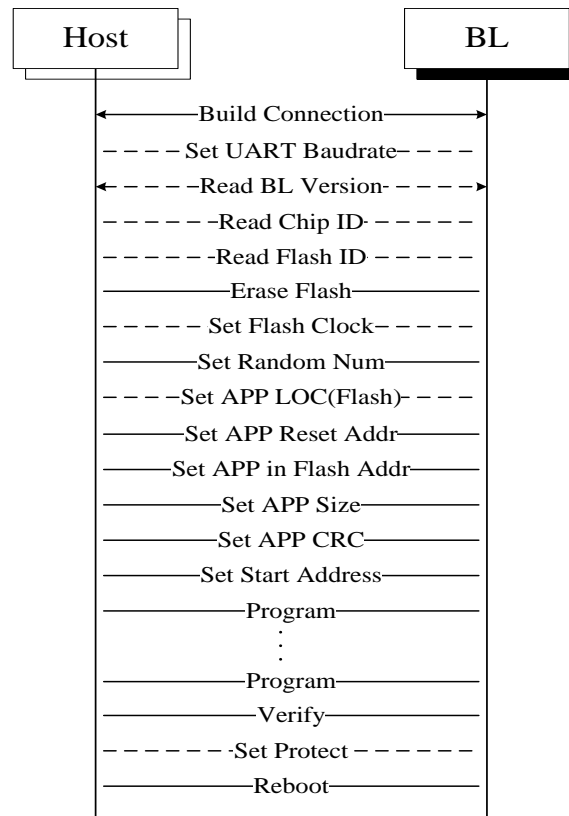 Host
BL
Build Connection
Set UART Baudrate
Read BL Version
Read Chip ID
Read Flash ID
Erase Flash
Set Flash Clock
Set Random Num
Set APP LOC(Flash)
Set APP Reset Addr
Set APP in Flash Addr
Set APP Size
Set APP CRC
Set Start Address
Program
Program
Verify
Set Protect
Reboot